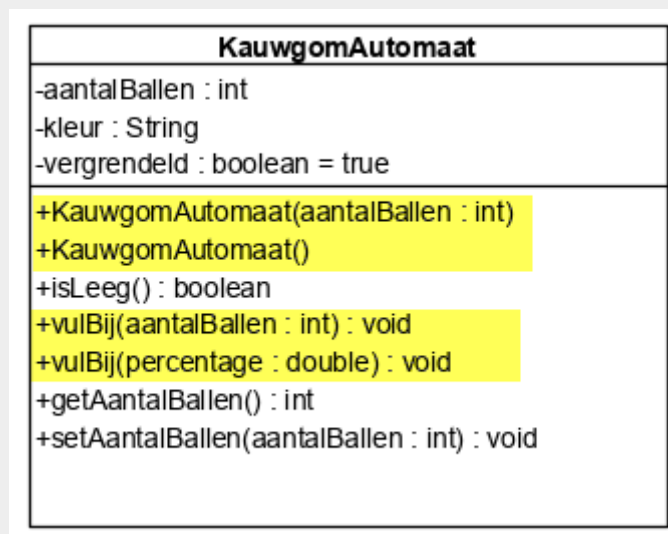 KauwgomAutomaat
-aantalBallen : int
-kleur : String
-vergrendeld : boolean = true
+KauwgomAutomaat(aantalBallen : int)
+KauwgomAutomaat()
+isLeeg() : boolean
+vulBij(aantalBallen : int) : void
+vulBij(percentage : double) : void
+getAantalBallen() : int
+setAantalBallen(aantalBallen : int) : void